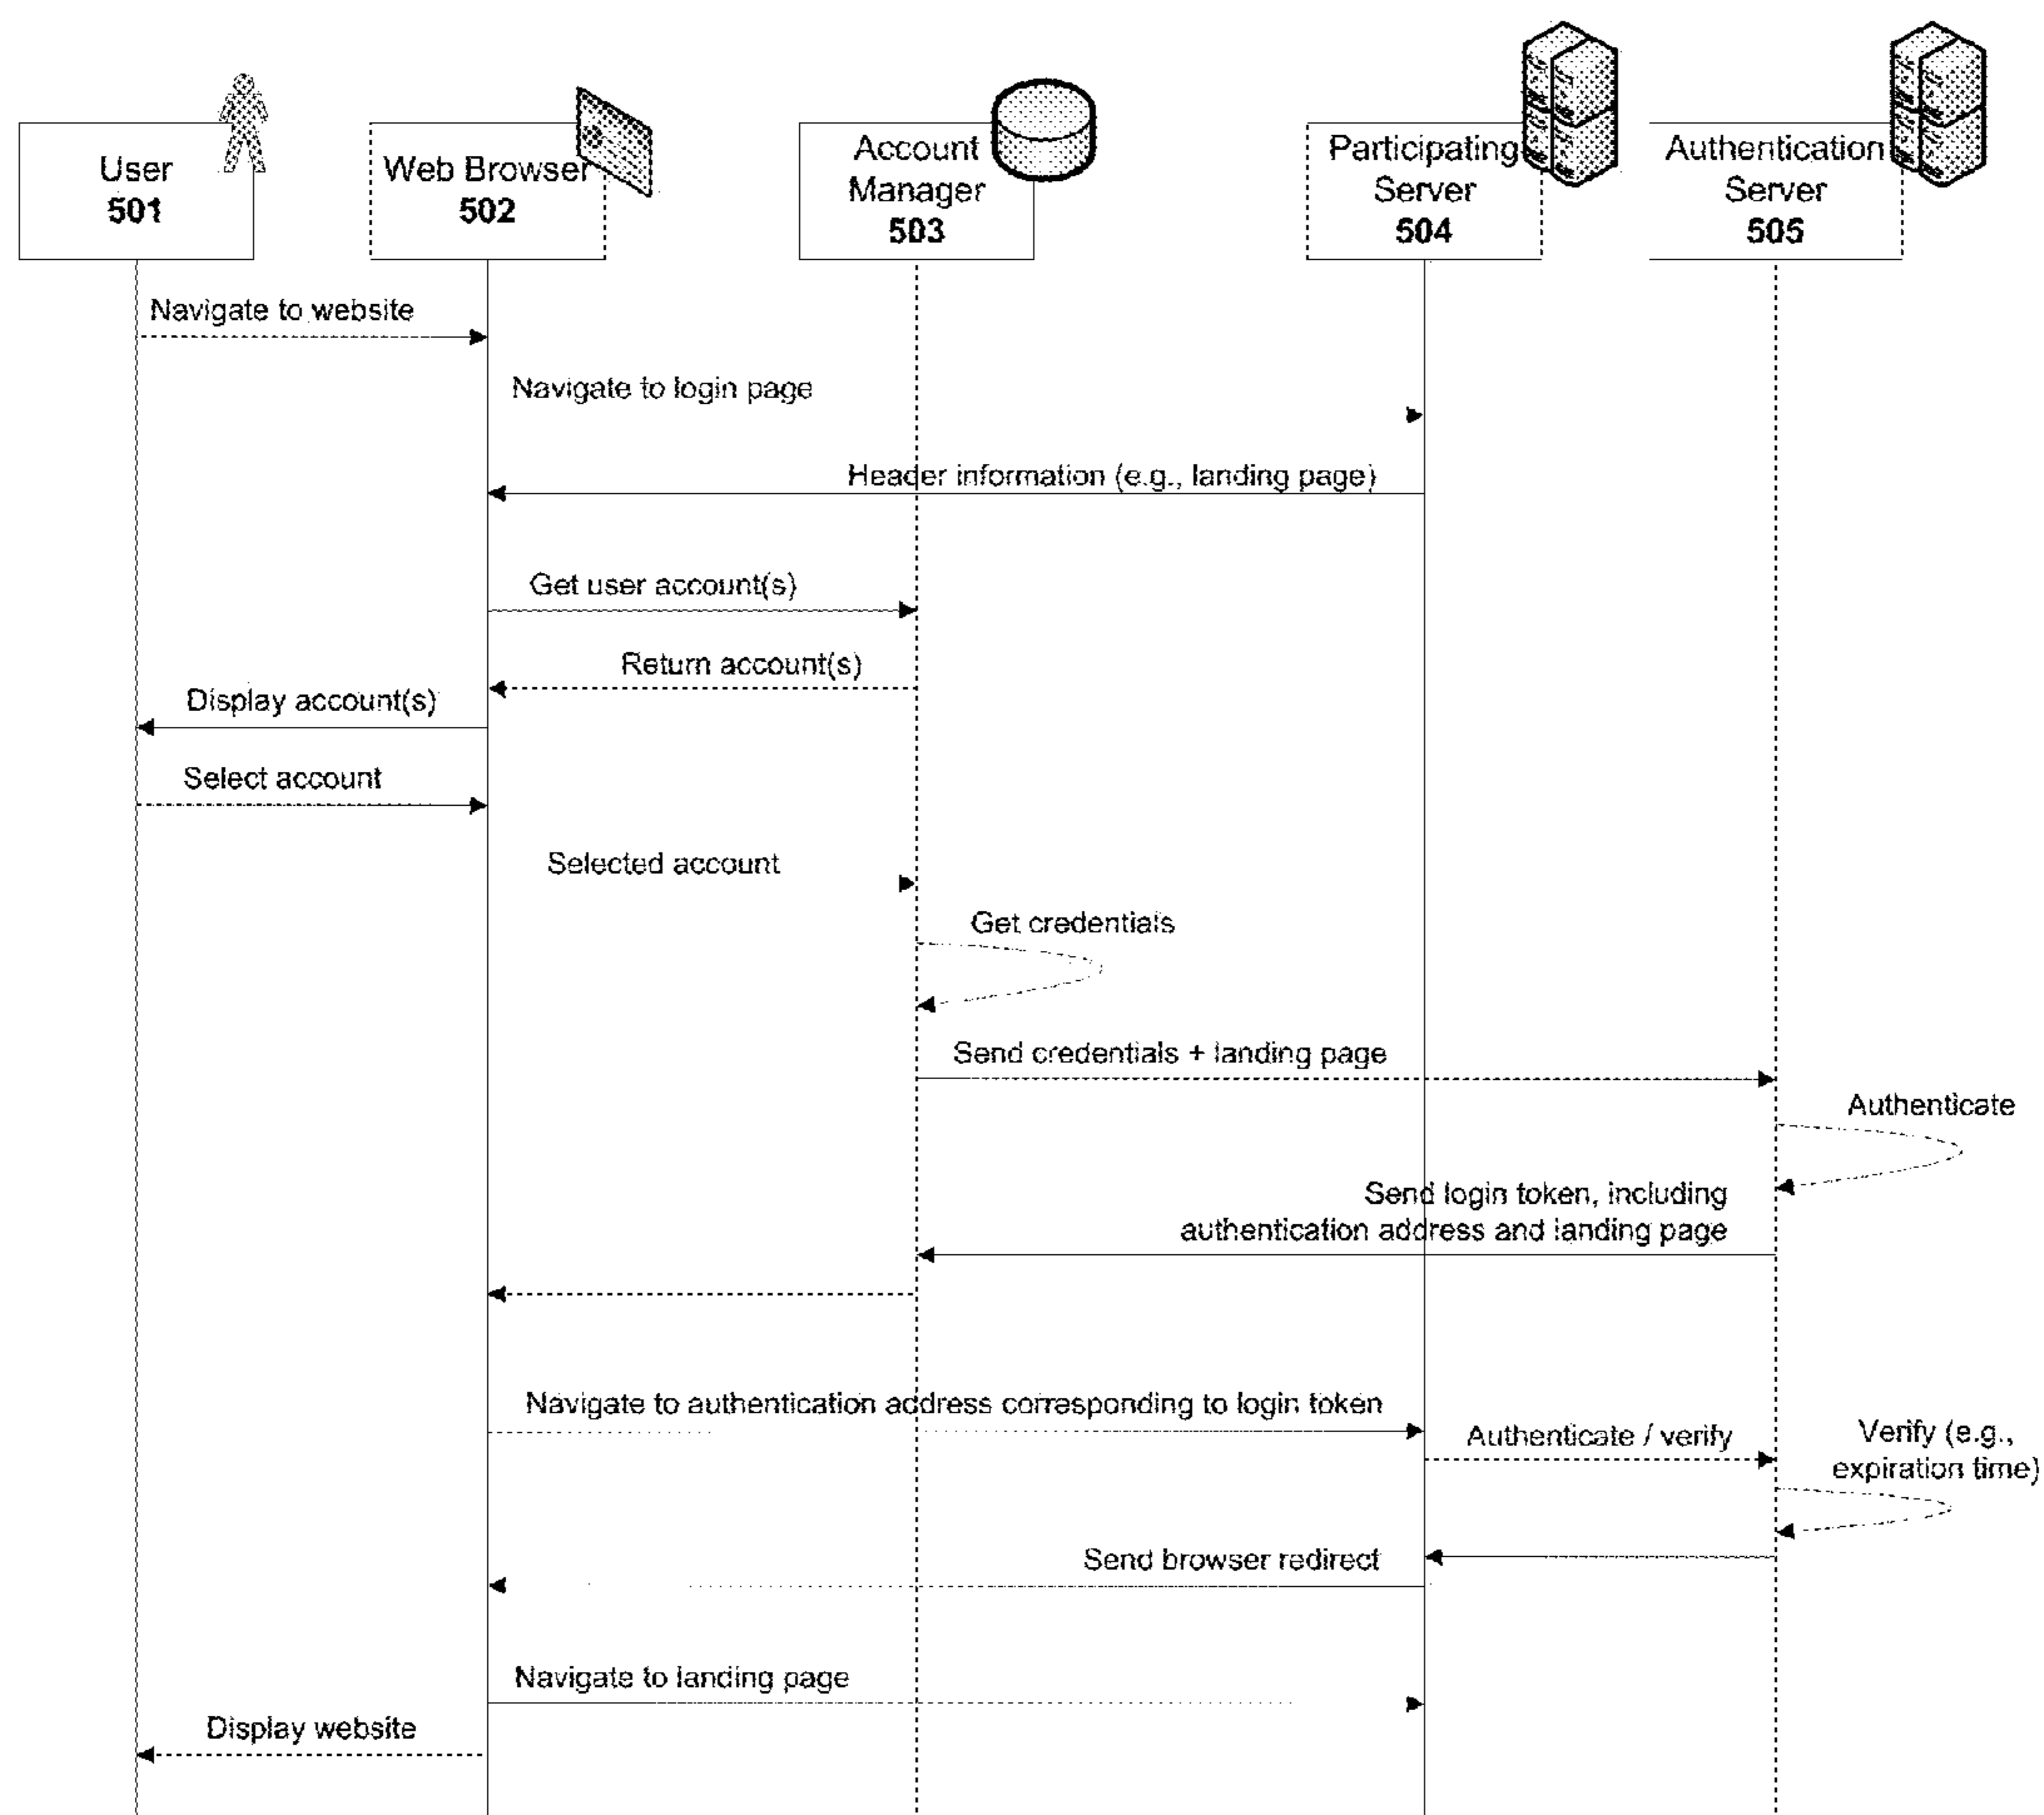 User
501
Web Browser
502
Account
Manager
503
Participating
Server
504
Authentication
Server
505
Navigate to website
Navigate to login page
Header information (e.g., landing page)
Get user account(s)
Return account(s)
Display account(s)
Select account
Selected account
Get credentials
Send credentials + landing page
Authenticate
Send login token, including
authentication address and landing page
Navigate to authentication address corresponding to login token
Authenticate / verify
Verify (e.g.,
expiration time)
Send browser redirect
Navigate to landing page
Display website